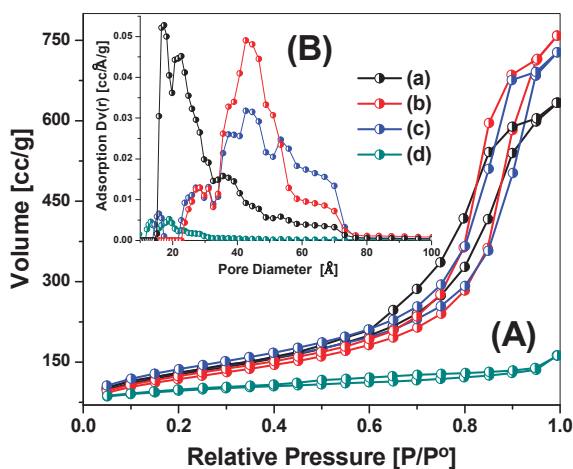 750
600
450
300
150
Volume [cc/g]
0.0 0.2 0.4 0.6 0.8 1.0
Relative Pressure [P/Pº]
(A)
(B)
0.05
0.04
0.03
0.02
0.01
0.00
Adsorption Dv(r) [cc/Å/g]
20 40 60 80 100
Pore Diameter [Å]
(a)
(b)
(c)
(d)